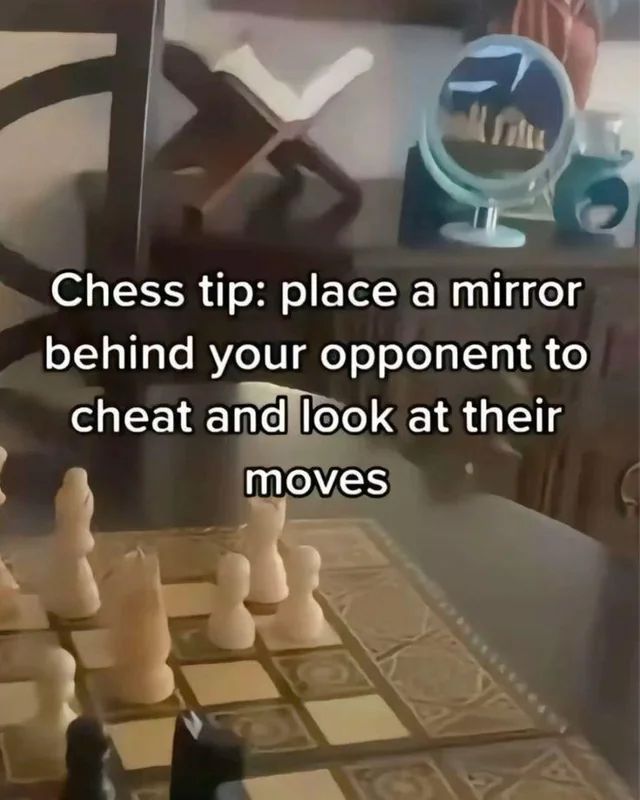 Chess tip: place a mirror
behind your opponent to
cheat and look at their
moves